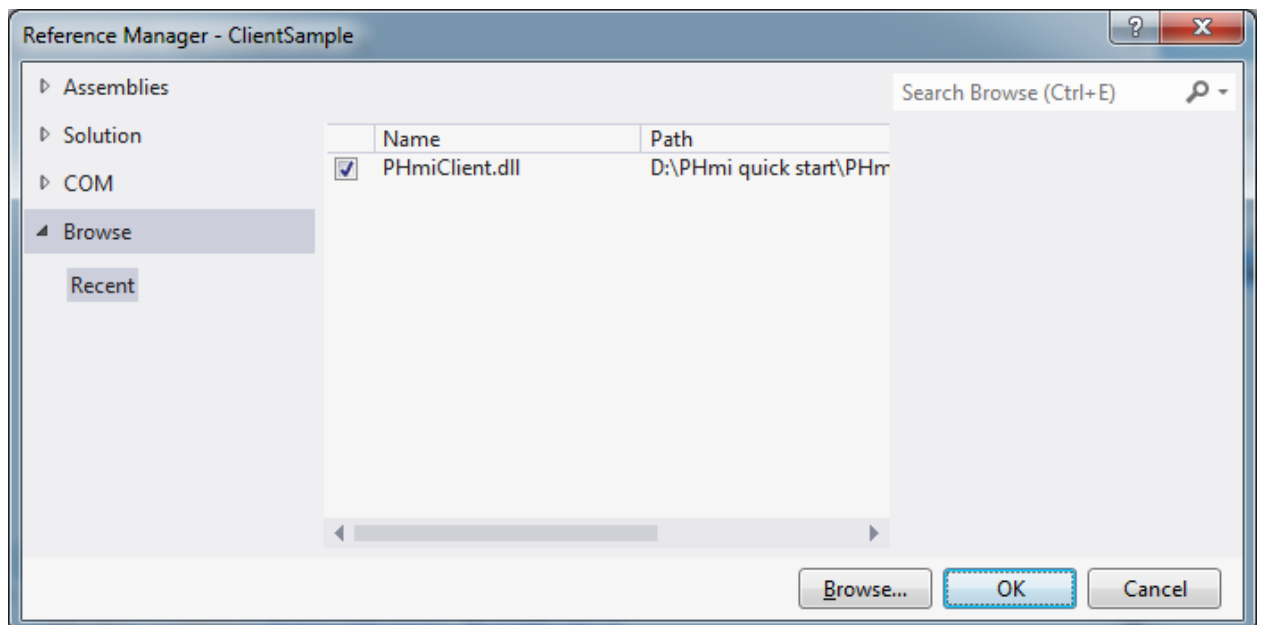 Reference Manager - ClientSample
Assemblies
Search Browse (Ctrl+E)
Solution
Name Path
PHmiClient.dll D:\PHmi quick start\PHm
COM
Browse
Recent
Browse... OK Cancel